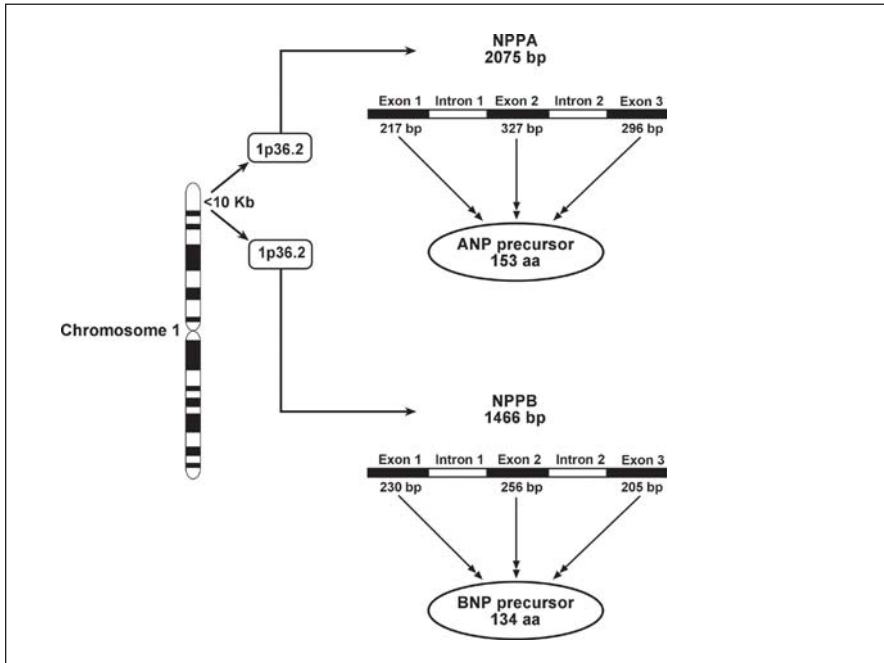 NPPA
2075 bp
Exon 1 Intron 1 Exon 2 Intron 2 Exon 3
217 bp 327 bp 296 bp
1p36.2
<10 Kb
1p36.2
ANP precursor
153 aa
Chromosome 1
NPPB
1466 bp
Exon 1 Intron 1 Exon 2 Intron 2 Exon 3
230 bp 256 bp 205 bp
BNP precursor
134 aa